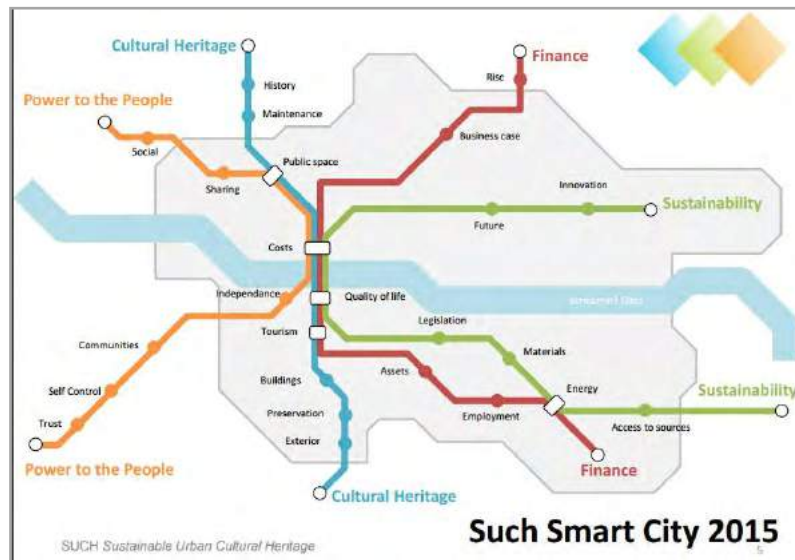 Cultural Heritage
Finance
Rise
History
Power to the People
Maintenance
Business case
Social
Public space
Sharing
Innovation
Sustainability
Future
Costs
Independance
Quality of life
Tourism
Legislation
Communities
Materials
Buildings
Assets
Energy
Self Control
Sustainability
Preservation
Employment
Trust
Exterior
Access to sources
Power to the People
Finance
Cultural Heritage
Such Smart City 2015
SUCH Sustainable Urban Cultural Heritage
5